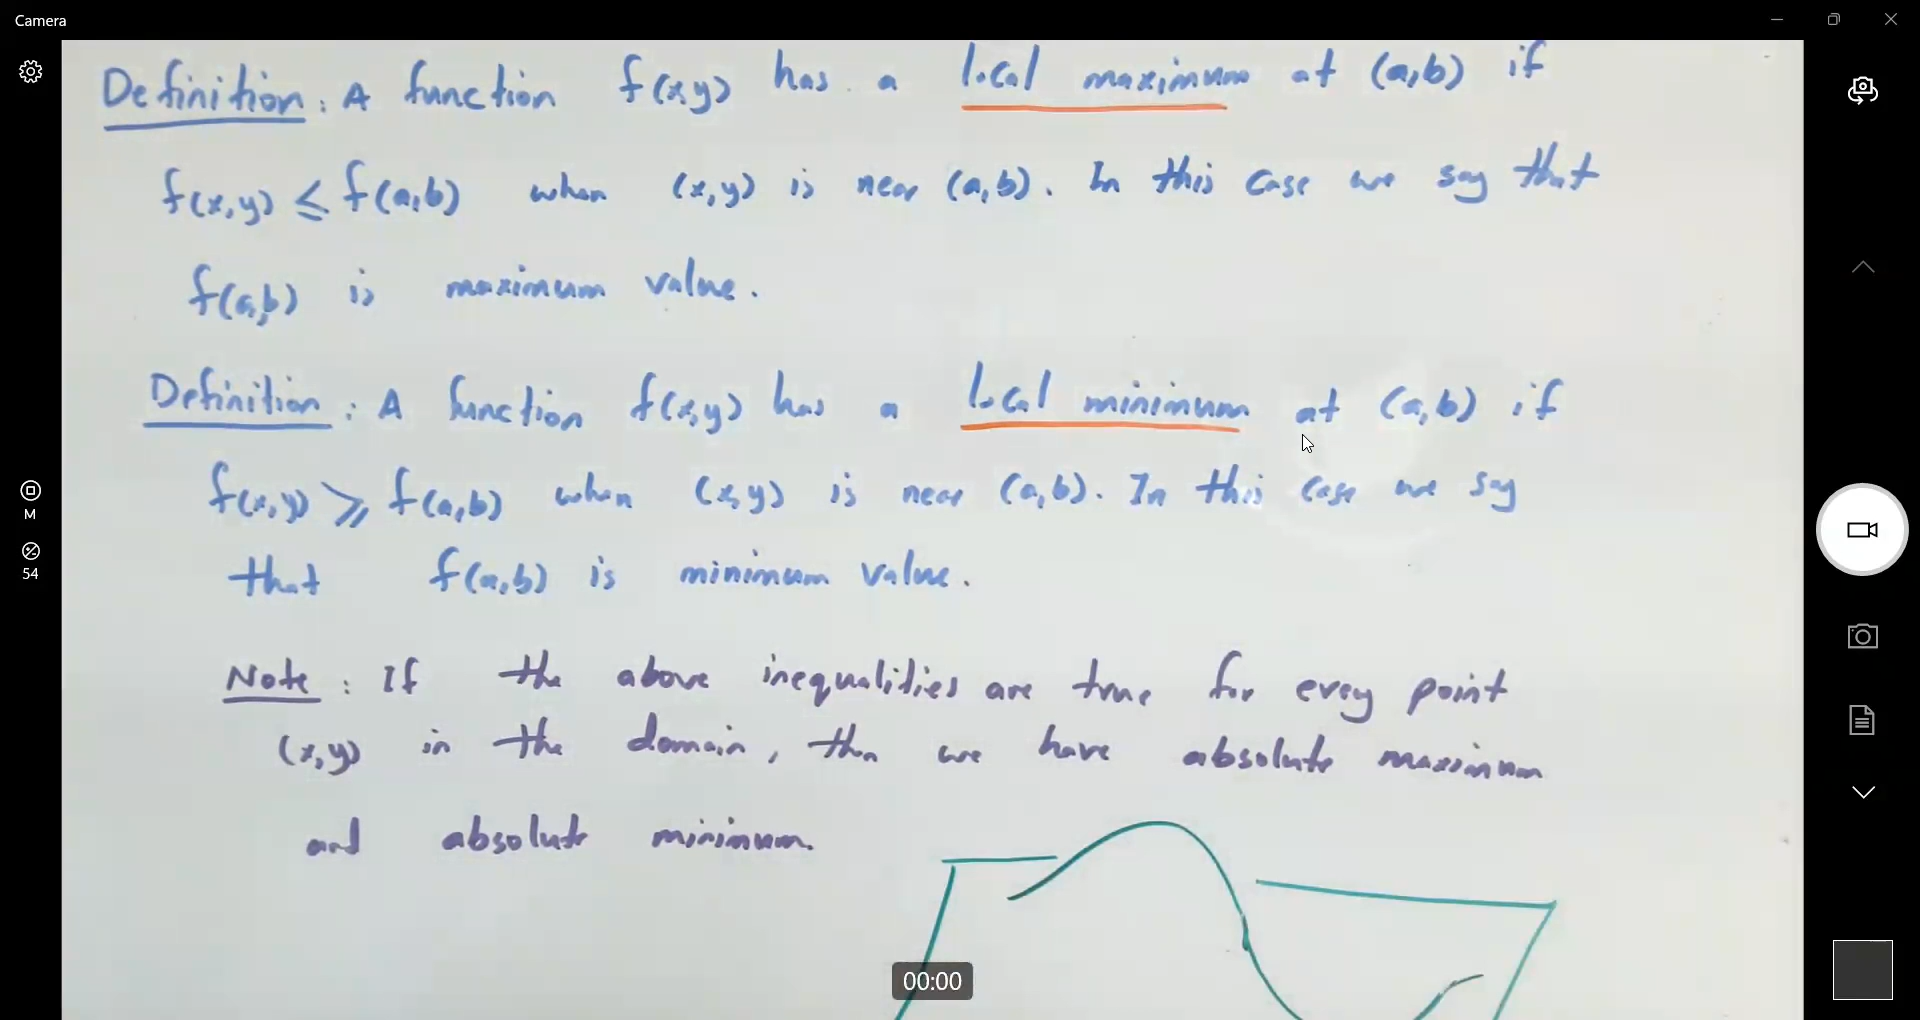 Camera
Definition: A function f(x,y) has a local maximum at (a,b) if
f(x,y) ≤ f(a,b) when (x,y) is near (a,b). In this case we say that
f(a,b) is maximum value.
Definition: A function f(x,y) has a local minimum at (a,b) if
f(x,y) ≥ f(a,b) when (x,y) is near (a,b). In this case we say
that f(a,b) is minimum value.
Note: If the above inequalities are true for every point
(x,y) in the domain, then we have absolute maximum
and absolute minimum.
M
54
00:00